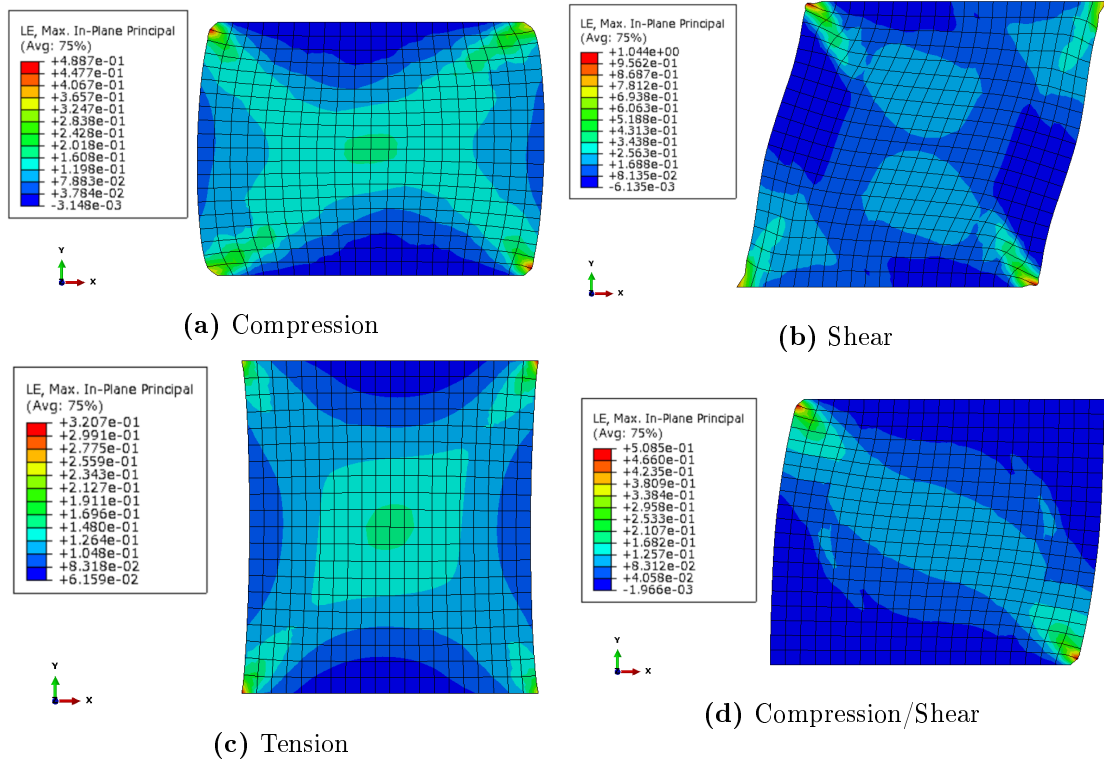 LE, Max. In-Plane Principal
(Avg: 75%)
+4.887e-01
+4.477e-01
+4.067e-01
+3.657e-01
+3.247e-01
+2.838e-01
+2.428e-01
+2.018e-01
+1.608e-01
+1.198e-01
+7.883e-02
+3.784e-02
-3.148e-03
Y
X
(a) Compression
LE, Max. In-Plane Principal
(Avg: 75%)
+1.044e+00
+9.562e-01
+8.687e-01
+7.812e-01
+6.938e-01
+6.063e-01
+5.188e-01
+4.313e-01
+3.438e-01
+2.563e-01
+1.688e-01
+8.135e-02
-6.135e-03
Y
X
(b) Shear
LE, Max. In-Plane Principal
(Avg: 75%)
+3.207e-01
+2.991e-01
+2.775e-01
+2.559e-01
+2.343e-01
+2.127e-01
+1.911e-01
+1.696e-01
+1.480e-01
+1.264e-01
+1.048e-01
+8.318e-02
+6.159e-02
Y
X
(c) Tension
LE, Max. In-Plane Principal
(Avg: 75%)
+5.085e-01
+4.660e-01
+4.235e-01
+3.809e-01
+3.384e-01
+2.958e-01
+2.533e-01
+2.107e-01
+1.682e-01
+1.257e-01
+8.312e-02
+4.058e-02
-1.966e-03
Y
X
(d) Compression/Shear